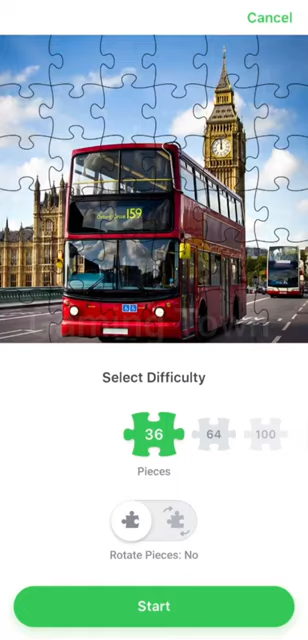 Cancel
159
Select Difficulty
36
64
100
Pieces
Rotate Pieces: No
Start